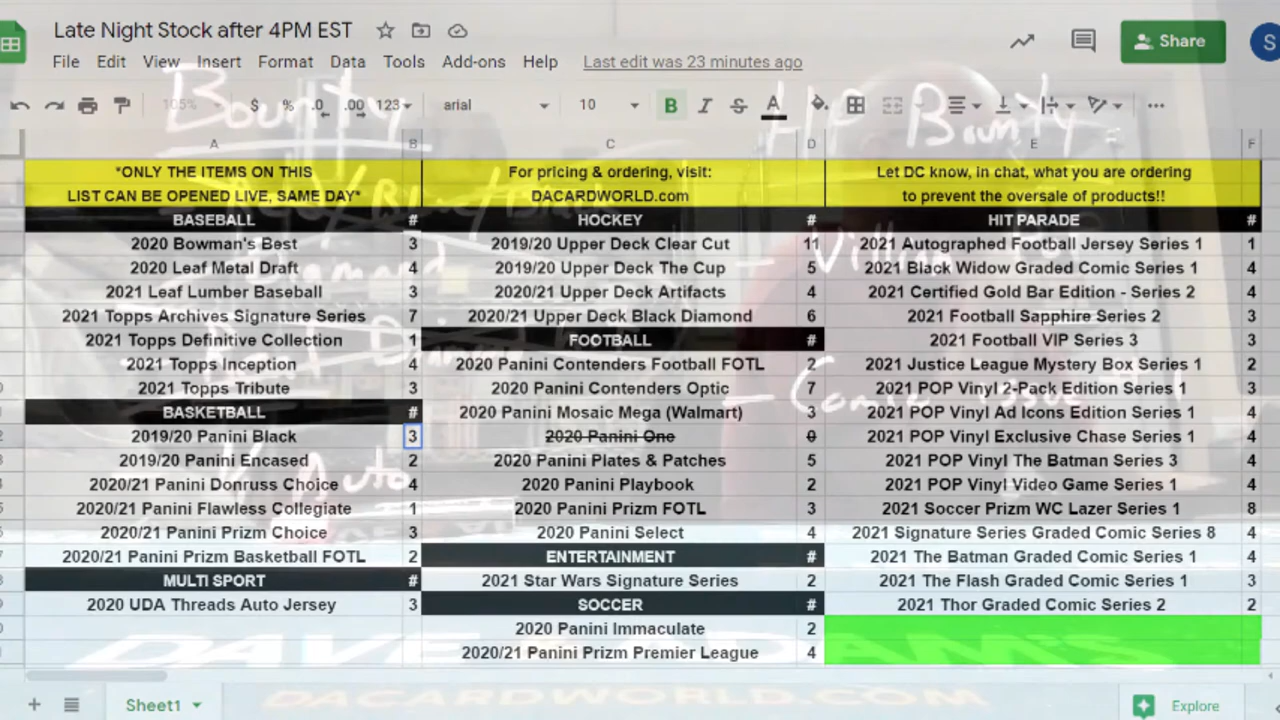 Late Night Stock after 4PM EST
File Edit View Insert Format Data Tools Add-ons Help Last edit was 23 minutes ago
Share
S
105% $ % .0 .00 123 arial 10 B I S A
Bounty
HP Bounty
A B C D E F
*ONLY THE ITEMS ON THIS
LIST CAN BE OPENED LIVE, SAME DAY*
For pricing & ordering, visit:
DACARDWORLD.com
Let DC know, in chat, what you are ordering
to prevent the oversale of products!!
BASEBALL #
2020 Bowman's Best 3
2020 Leaf Metal Draft 4
2021 Leaf Lumber Baseball 3
2021 Topps Archives Signature Series 7
2021 Topps Definitive Collection 1
2021 Topps Inception 4
2021 Topps Tribute 3
BASKETBALL #
2019/20 Panini Black 3
2019/20 Panini Encased 2
2020/21 Panini Donruss Choice 4
2020/21 Panini Flawless Collegiate 1
2020/21 Panini Prizm Choice 3
2020/21 Panini Prizm Basketball FOTL 2
MULTI SPORT #
2020 UDA Threads Auto Jersey 3
HOCKEY #
2019/20 Upper Deck Clear Cut 11
2019/20 Upper Deck The Cup 5
2020/21 Upper Deck Artifacts 4
2020/21 Upper Deck Black Diamond 6
FOOTBALL #
2020 Panini Contenders Football FOTL 2
2020 Panini Contenders Optic 7
2020 Panini Mosaic Mega (Walmart) 3
2020 Panini One 0
2020 Panini Plates & Patches 5
2020 Panini Playbook 2
2020 Panini Prizm FOTL 3
2020 Panini Select 4
ENTERTAINMENT #
2021 Star Wars Signature Series 2
SOCCER #
2020 Panini Immaculate 2
2020/21 Panini Prizm Premier League 4
HIT PARADE #
2021 Autographed Football Jersey Series 1 1
2021 Black Widow Graded Comic Series 1 4
2021 Certified Gold Bar Edition - Series 2 4
2021 Football Sapphire Series 2 3
2021 Football VIP Series 3 3
2021 Justice League Mystery Box Series 1 2
2021 POP Vinyl 2-Pack Edition Series 1 3
2021 POP Vinyl Ad Icons Edition Series 1 4
2021 POP Vinyl Exclusive Chase Series 1 4
2021 POP Vinyl The Batman Series 3 4
2021 POP Vinyl Video Game Series 1 4
2021 Soccer Prizm WC Lazer Series 1 8
2021 Signature Series Graded Comic Series 8 4
2021 The Batman Graded Comic Series 1 4
2021 The Flash Graded Comic Series 1 3
2021 Thor Graded Comic Series 2 2
Auto
DACARDWORLD.COM
Sheet1
Explore